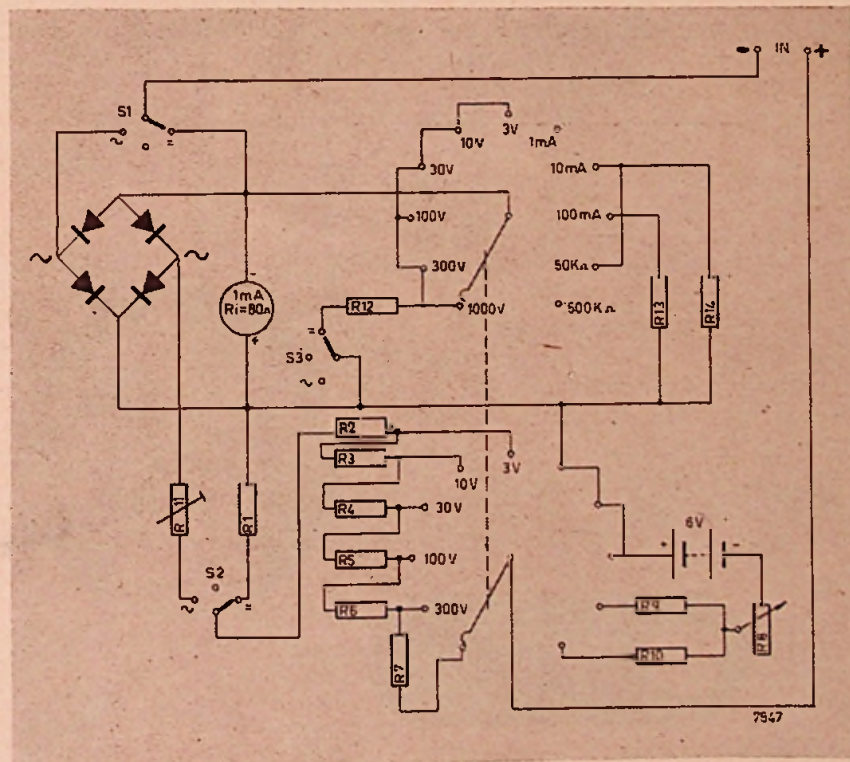 - IN +
S1
~ =
3V
10V
1mA
30V
10mA
100V
100mA
~ ~
-
1mA
Ri=80Ω
+
300V
50KΩ
R12
1000V
500KΩ
R13
R14
=
S3
~
R2
R3
3V
10V
R11
R1
R4
30V
6V
+ -
R5
100V
S2
~ =
R6
300V
R9
R8
R7
R10
7547